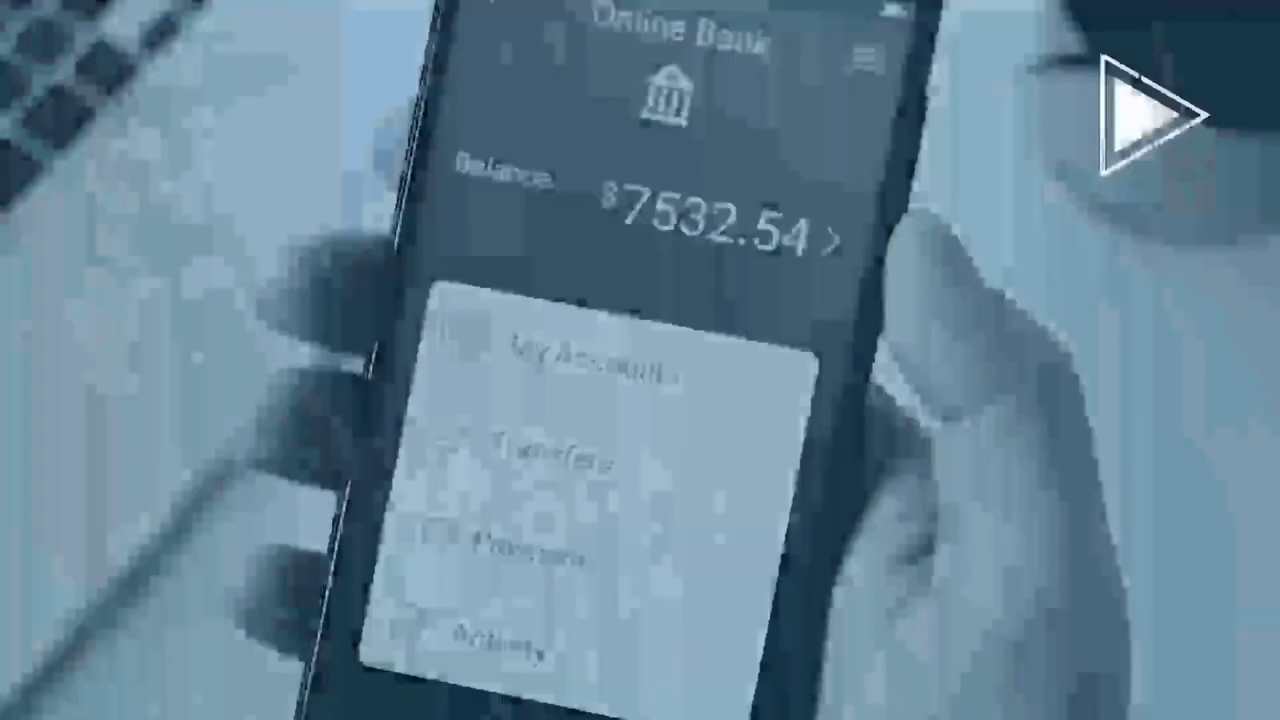 Online Bank
Balance $7532.54 >
My Accounts
Transfers
Activity